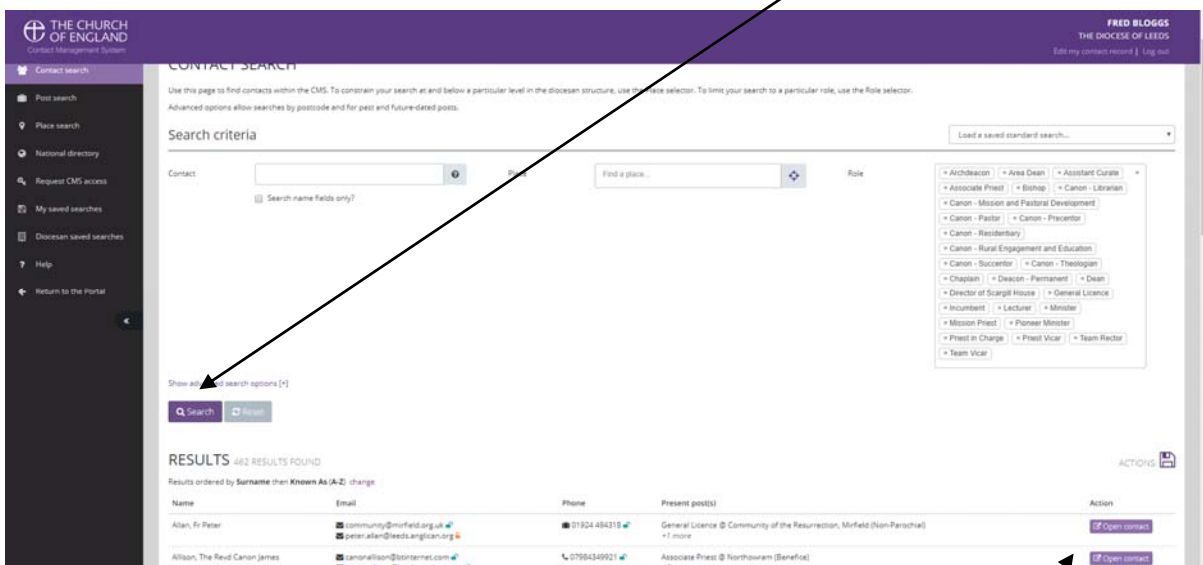 THE CHURCH
OF ENGLAND
Contact Management System
FRED BLOGGS
THE DIOCESE OF LEEDS
Edit my contact record | Log out
Contact search
Post search
Place search
National directory
Request CMS access
My saved searches
Diocesan saved searches
Help
Return to the Portal
CONTACT SEARCH
Use this page to find contacts within the CMS. To constrain your search at and below a particular level in the diocesan structure, use the Place selector. To limit your search to a particular role, use the Role selector.
Advanced options allow searches by postcode and for past and future-dated posts.
Search criteria
Load a saved standard search...
Contact
Search name fields only?
Place
Find a place...
Role
× Archdeacon × Area Dean × Assistant Curate ×
× Associate Priest × Bishop × Canon - Librarian
× Canon - Mission and Pastoral Development
× Canon - Pastor × Canon - Precentor
× Canon - Residentiary
× Canon - Rural Engagement and Education
× Canon - Succentor × Canon - Theologian
× Chaplain × Deacon - Permanent × Dean
× Director of Scargill House × General Licence
× Incumbent × Lecturer × Minister
× Mission Priest × Pioneer Minister
× Priest in Charge × Priest Vicar × Team Rector
× Team Vicar
Show advanced search options [+]
Search Reset
RESULTS 462 RESULTS FOUND
ACTIONS:
Results ordered by Surname then Known As (A-Z) change
Name Email Phone Present post(s) Action
Allan, Fr Peter community@mirfield.org.uk 01924 494318 General Licence @ Community of the Resurrection, Mirfield (Non-Parochial) Open contact
peter.allan@leeds.anglican.org +1 more
Allison, The Revd Canon James canonallison@btinternet.com 07984349921 Associate Priest @ Northowram (Benefice) Open contact